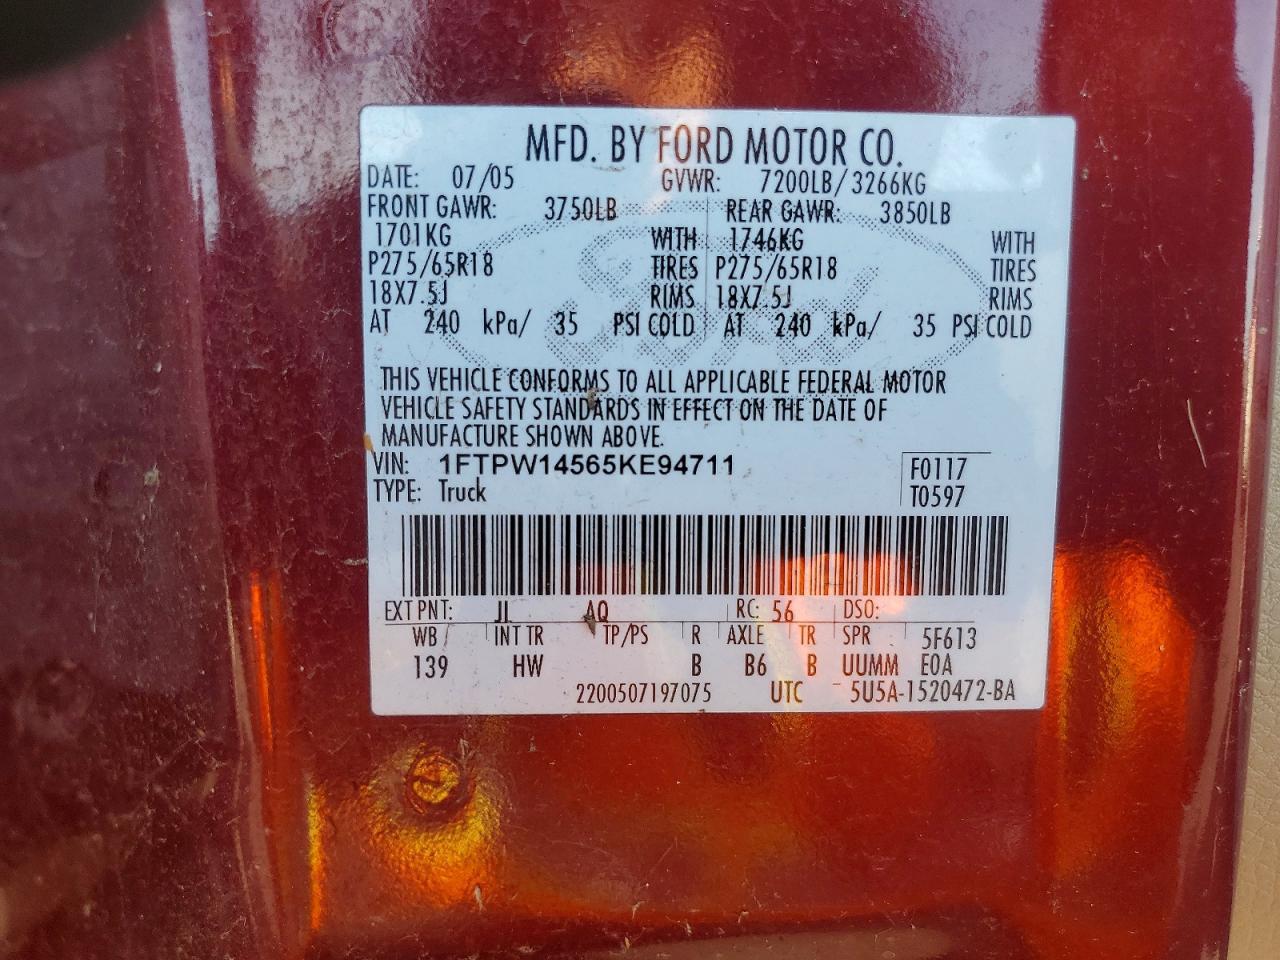 MFD. BY FORD MOTOR CO.
DATE: 07/05 GVWR: 7200LB/3266KG
FRONT GAWR: 3750LB REAR GAWR: 3850LB
1701KG WITH 1746KG WITH
P275/65R18 TIRES P275/65R18 TIRES
18X7.5J RIMS 18X7.5J RIMS
AT 240 kPa/ 35 PSI COLD AT 240 kPa/ 35 PSI COLD
THIS VEHICLE CONFORMS TO ALL APPLICABLE FEDERAL MOTOR
VEHICLE SAFETY STANDARDS IN EFFECT ON THE DATE OF
MANUFACTURE SHOWN ABOVE.
VIN: 1FTPW14565KE94711 F0117
TYPE: Truck T0597
EXT PNT: JL AQ RC: 56 DSO:
WB INT TR TP/PS R AXLE TR SPR 5F613
139 HW B B6 B UUMM E0A
2200507197075 UTC 5U5A-1520472-BA